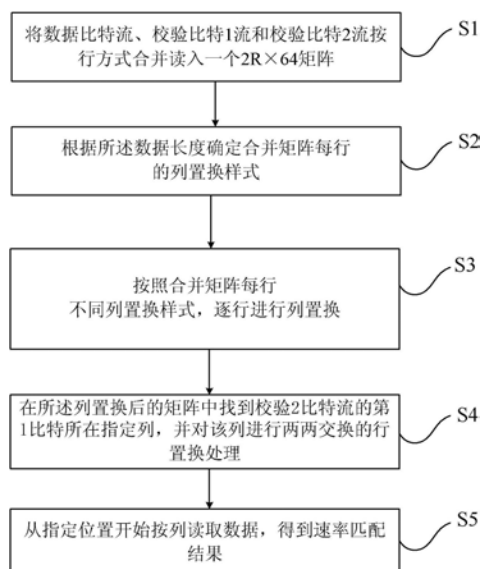 将数据比特流、校验比特1流和校验比特2流按
行方式合并读入一个2R×64矩阵
S1
根据所述数据长度确定合并矩阵每行
的列置换样式
S2
按照合并矩阵每行
不同列置换样式，逐行进行列置换
S3
在所述列置换后的矩阵中找到校验2比特流的第
1比特所在指定列，并对该列进行两两交换的行
置换处理
S4
从指定位置开始按列读取数据，得到速率匹配
结果
S5